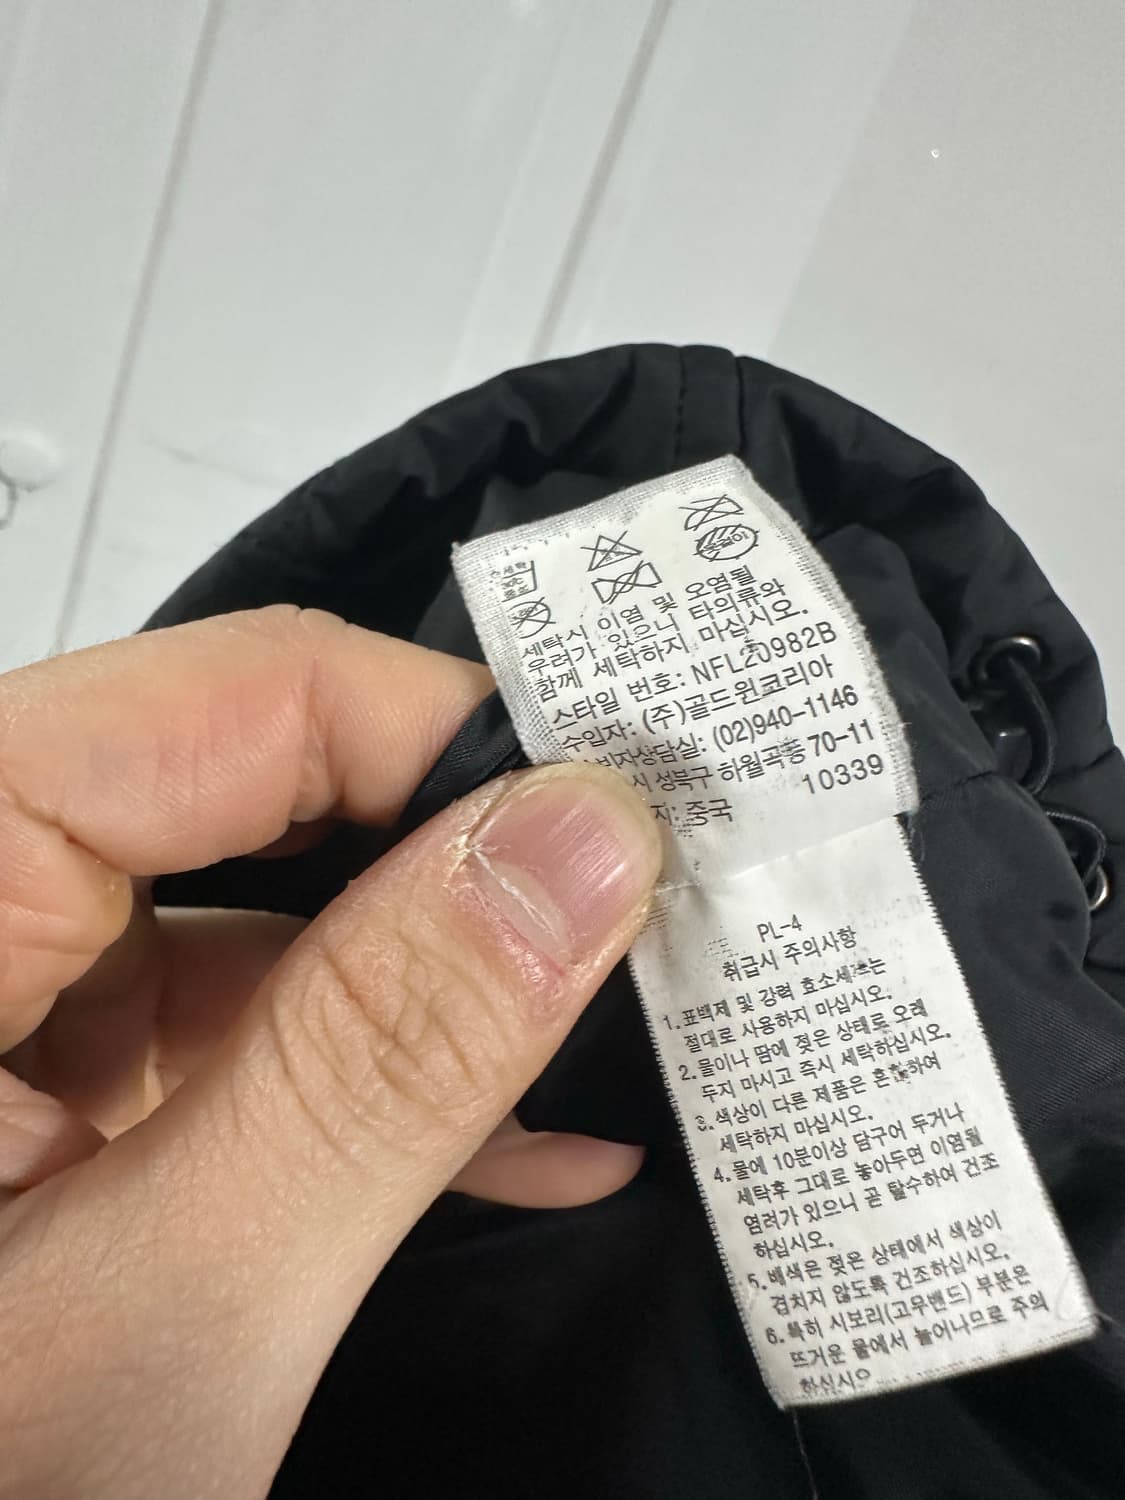 세탁시 이염 및 오염될
우려가 있으니 타의류와
함께 세탁하지 마십시오.
스타일 번호: NFL20982B
수입자: (주)골드윈코리아
비자상담실: (02)940-1146
시 성북구 하월곡동 70-11
지: 중국 10339
PL-4
취급시 주의사항
1.표백제 및 강력 효소세제는
절대로 사용하지 마십시오.
2.물이나 땀에 젖은 상태로 오래
두지 마시고 즉시 세탁하십시오.
3.색상이 다른 제품은 혼합하여
세탁하지 마십시오.
4.물에 10분이상 담구어 두거나
세탁후 그대로 놓아두면 이염될
염려가 있으니 곧 탈수하여 건조
하십시오.
5.배색은 젖은 상태에서 색상이
겹치지 않도록 건조하십시오.
6.특히 시보리(고무밴드) 부분은
뜨거운 물에서 늘어나므로 주의
하십시오